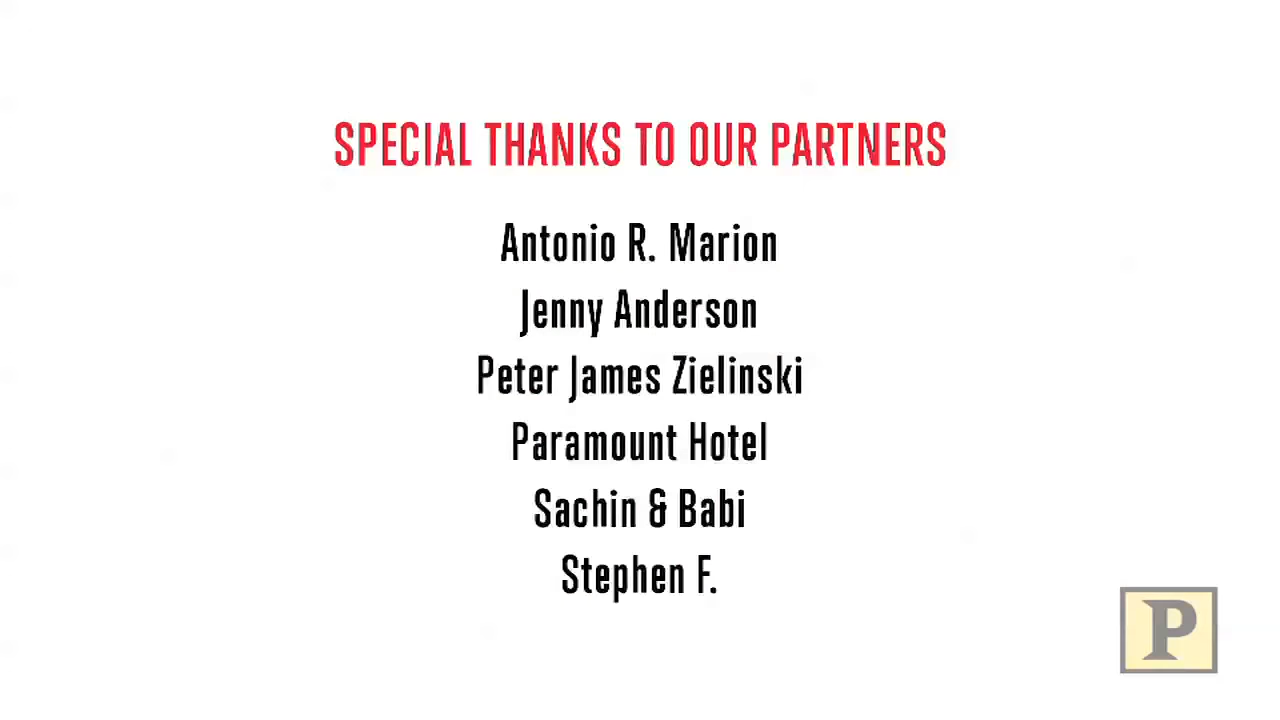 SPECIAL THANKS TO OUR PARTNERS
Antonio R. Marion
Jenny Anderson
Peter James Zielinski
Paramount Hotel
Sachin & Babi
Stephen F.
P